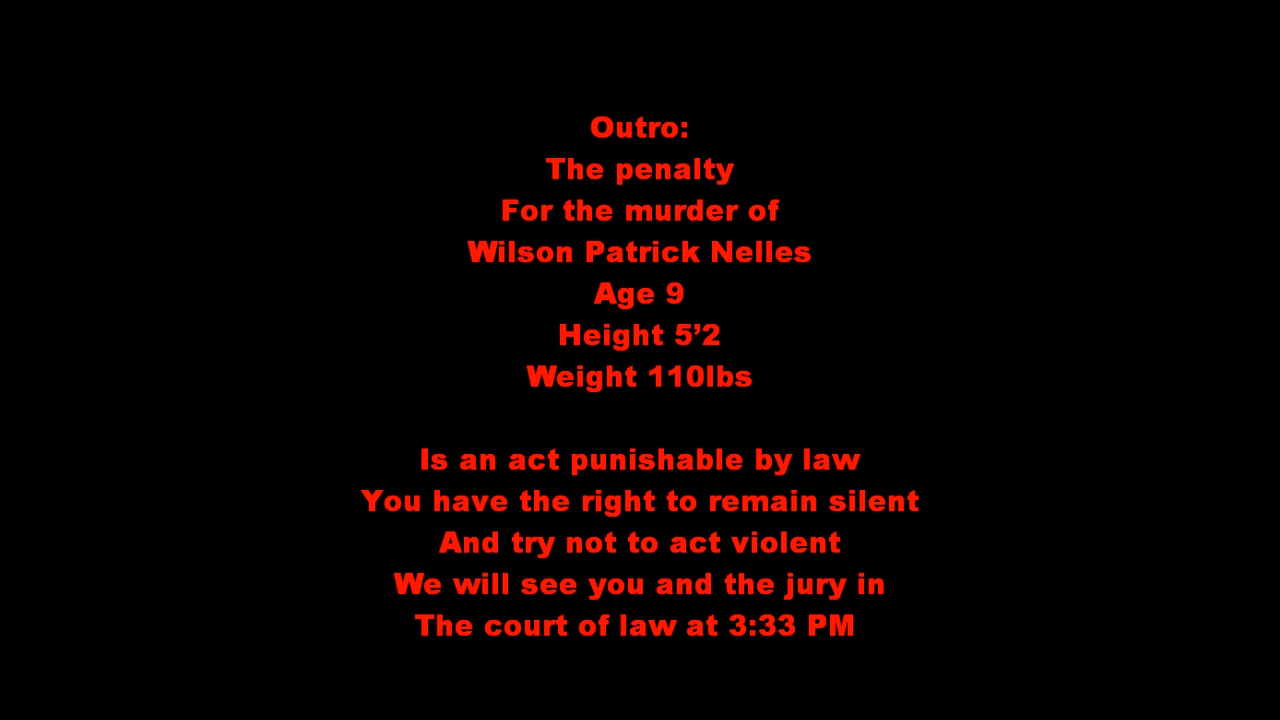 Outro:
The penalty
For the murder of
Wilson Patrick Nelles
Age 9
Height 5’2
Weight 110lbs
Is an act punishable by law
You have the right to remain silent
And try not to act violent
We will see you and the jury in
The court of law at 3:33 PM